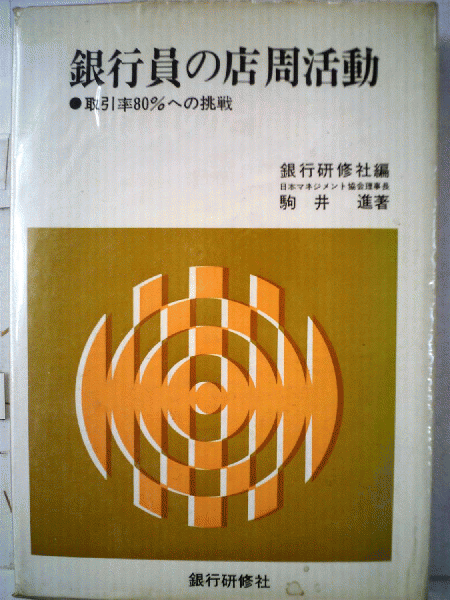 銀行員の店周活動
●取引率80%への挑戦
銀行研修社編
日本マネジメント協会理事長
駒井 進著
銀行研修社